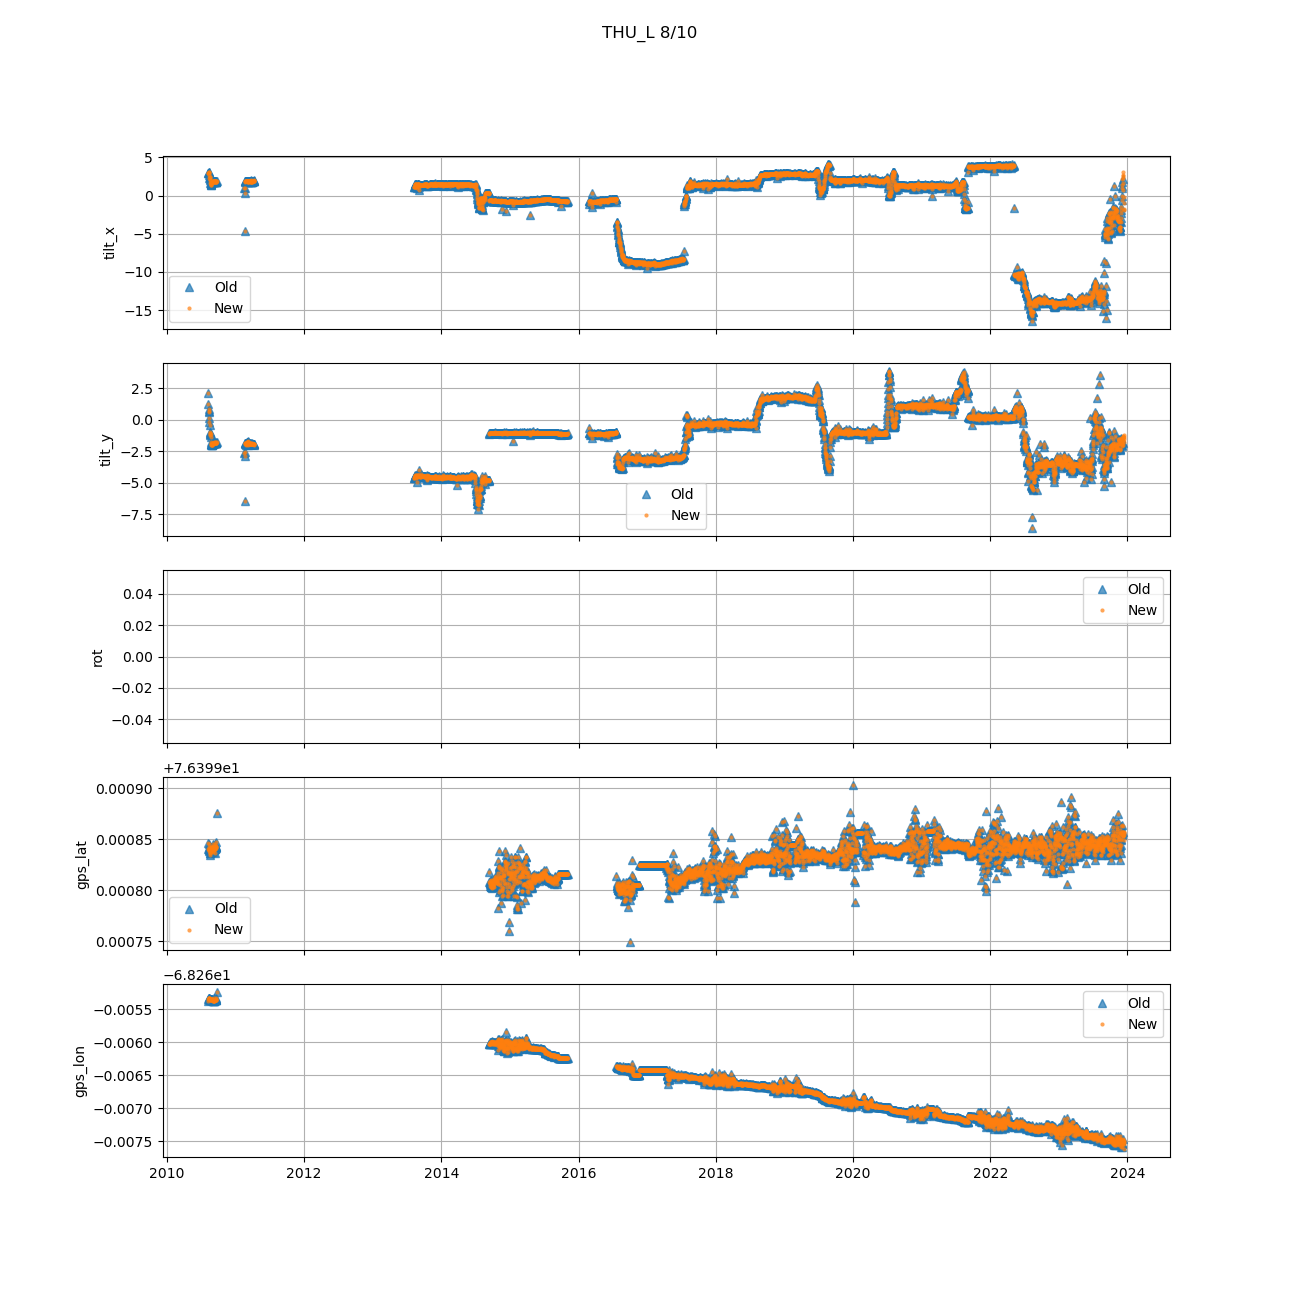 THU_L 8/10
5
0
−5
−10
−15
tilt_x
Old
New
2.5
0.0
−2.5
−5.0
−7.5
tilt_y
Old
New
0.04
0.02
0.00
−0.02
−0.04
rot
Old
New
+7.6399e1
0.00090
0.00085
0.00080
0.00075
gps_lat
Old
New
−6.826e1
−0.0055
−0.0060
−0.0065
−0.0070
−0.0075
gps_lon
Old
New
2010 2012 2014 2016 2018 2020 2022 2024